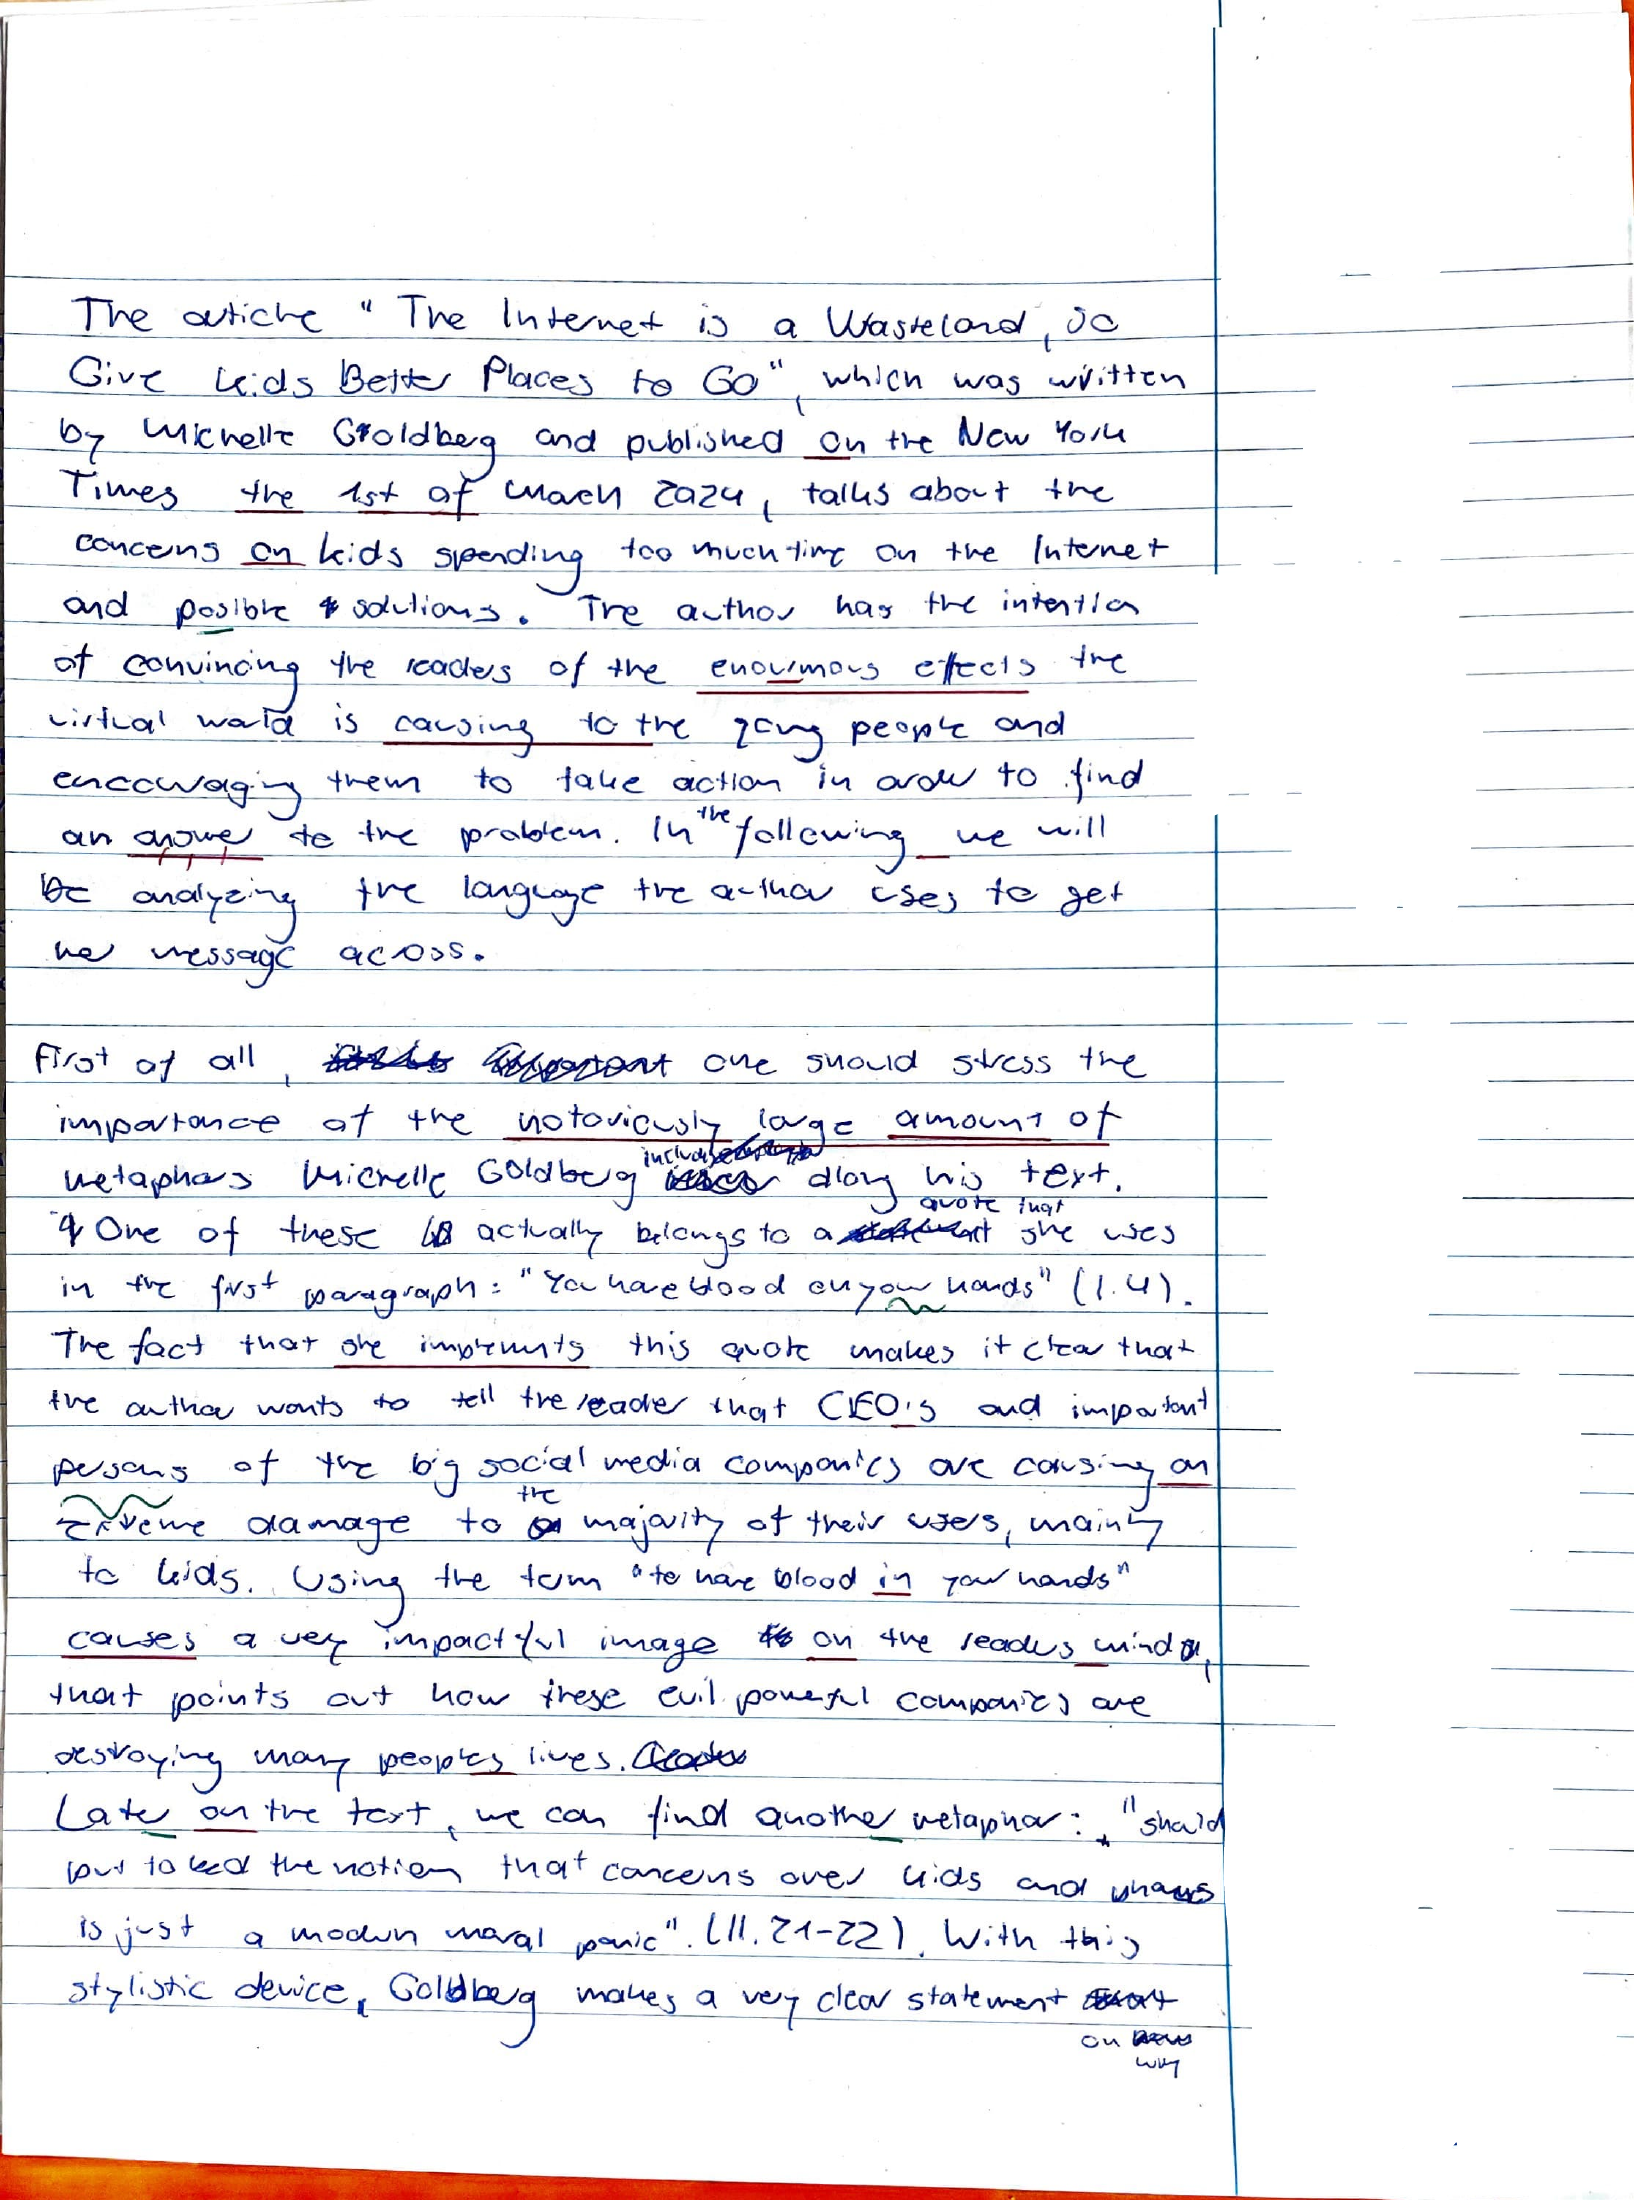 The article "The Internet is a Wasteland, so
Give kids Better Places to Go", which was written
by Michelle Goldberg and published on the New York
Times the 1st of March 2024, talks about the
concerns on kids spending too much time on the Internet
and posible solutions. The author has the intention
of convincing the readers of the enourmous effects the
virtual world is causing to the yong people and
encouraging them to take action in order to find
an answer to the problem. In the following we will
be analyzing the language the author uses to get
her message across.
First of all, one should stress the
importance of the notoriously large amount of
metaphors Michelle Goldberg includes along his text.
One of these actually belongs to a quote that she uses
in the first paragraph: "You have blood on your hands" (l.4).
The fact that she implements this quote makes it clear that
the author wants to tell the reader that CEO's and important
persons of the big social media companies are causing an
extreme damage to the majority of their users, mainly
to kids. Using the term "to have blood in your hands"
causes a very impactful image on the readers mind,
that points out how these evil powerful companies are
destroying many peoples lives.
Later on the text, we can find another metaphor: "should
put to bed the notion that concerns over kids and phones
is just a modern moral panic". (ll. 21-22). With this
stylistic device, Goldberg makes a very clear statement
on why